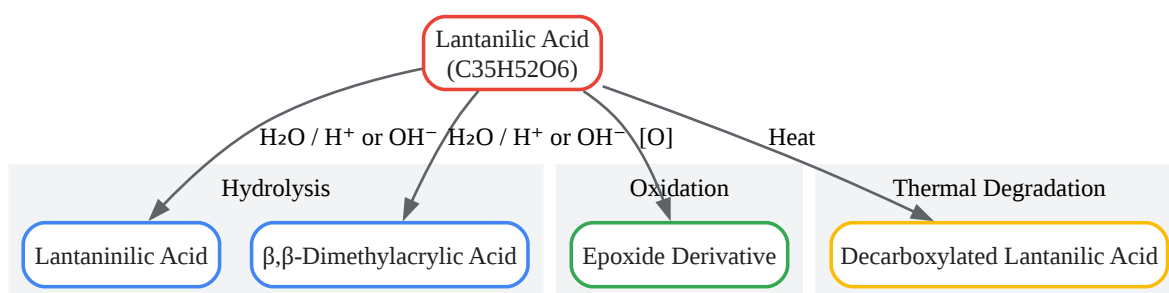 Lantanilic Acid
(C35H52O6)
H₂O / H⁺ or OH⁻
H₂O / H⁺ or OH⁻
[O]
Heat
Hydrolysis
Oxidation
Thermal Degradation
Lantaninilic Acid
β,β-Dimethylacrylic Acid
Epoxide Derivative
Decarboxylated Lantanilic Acid